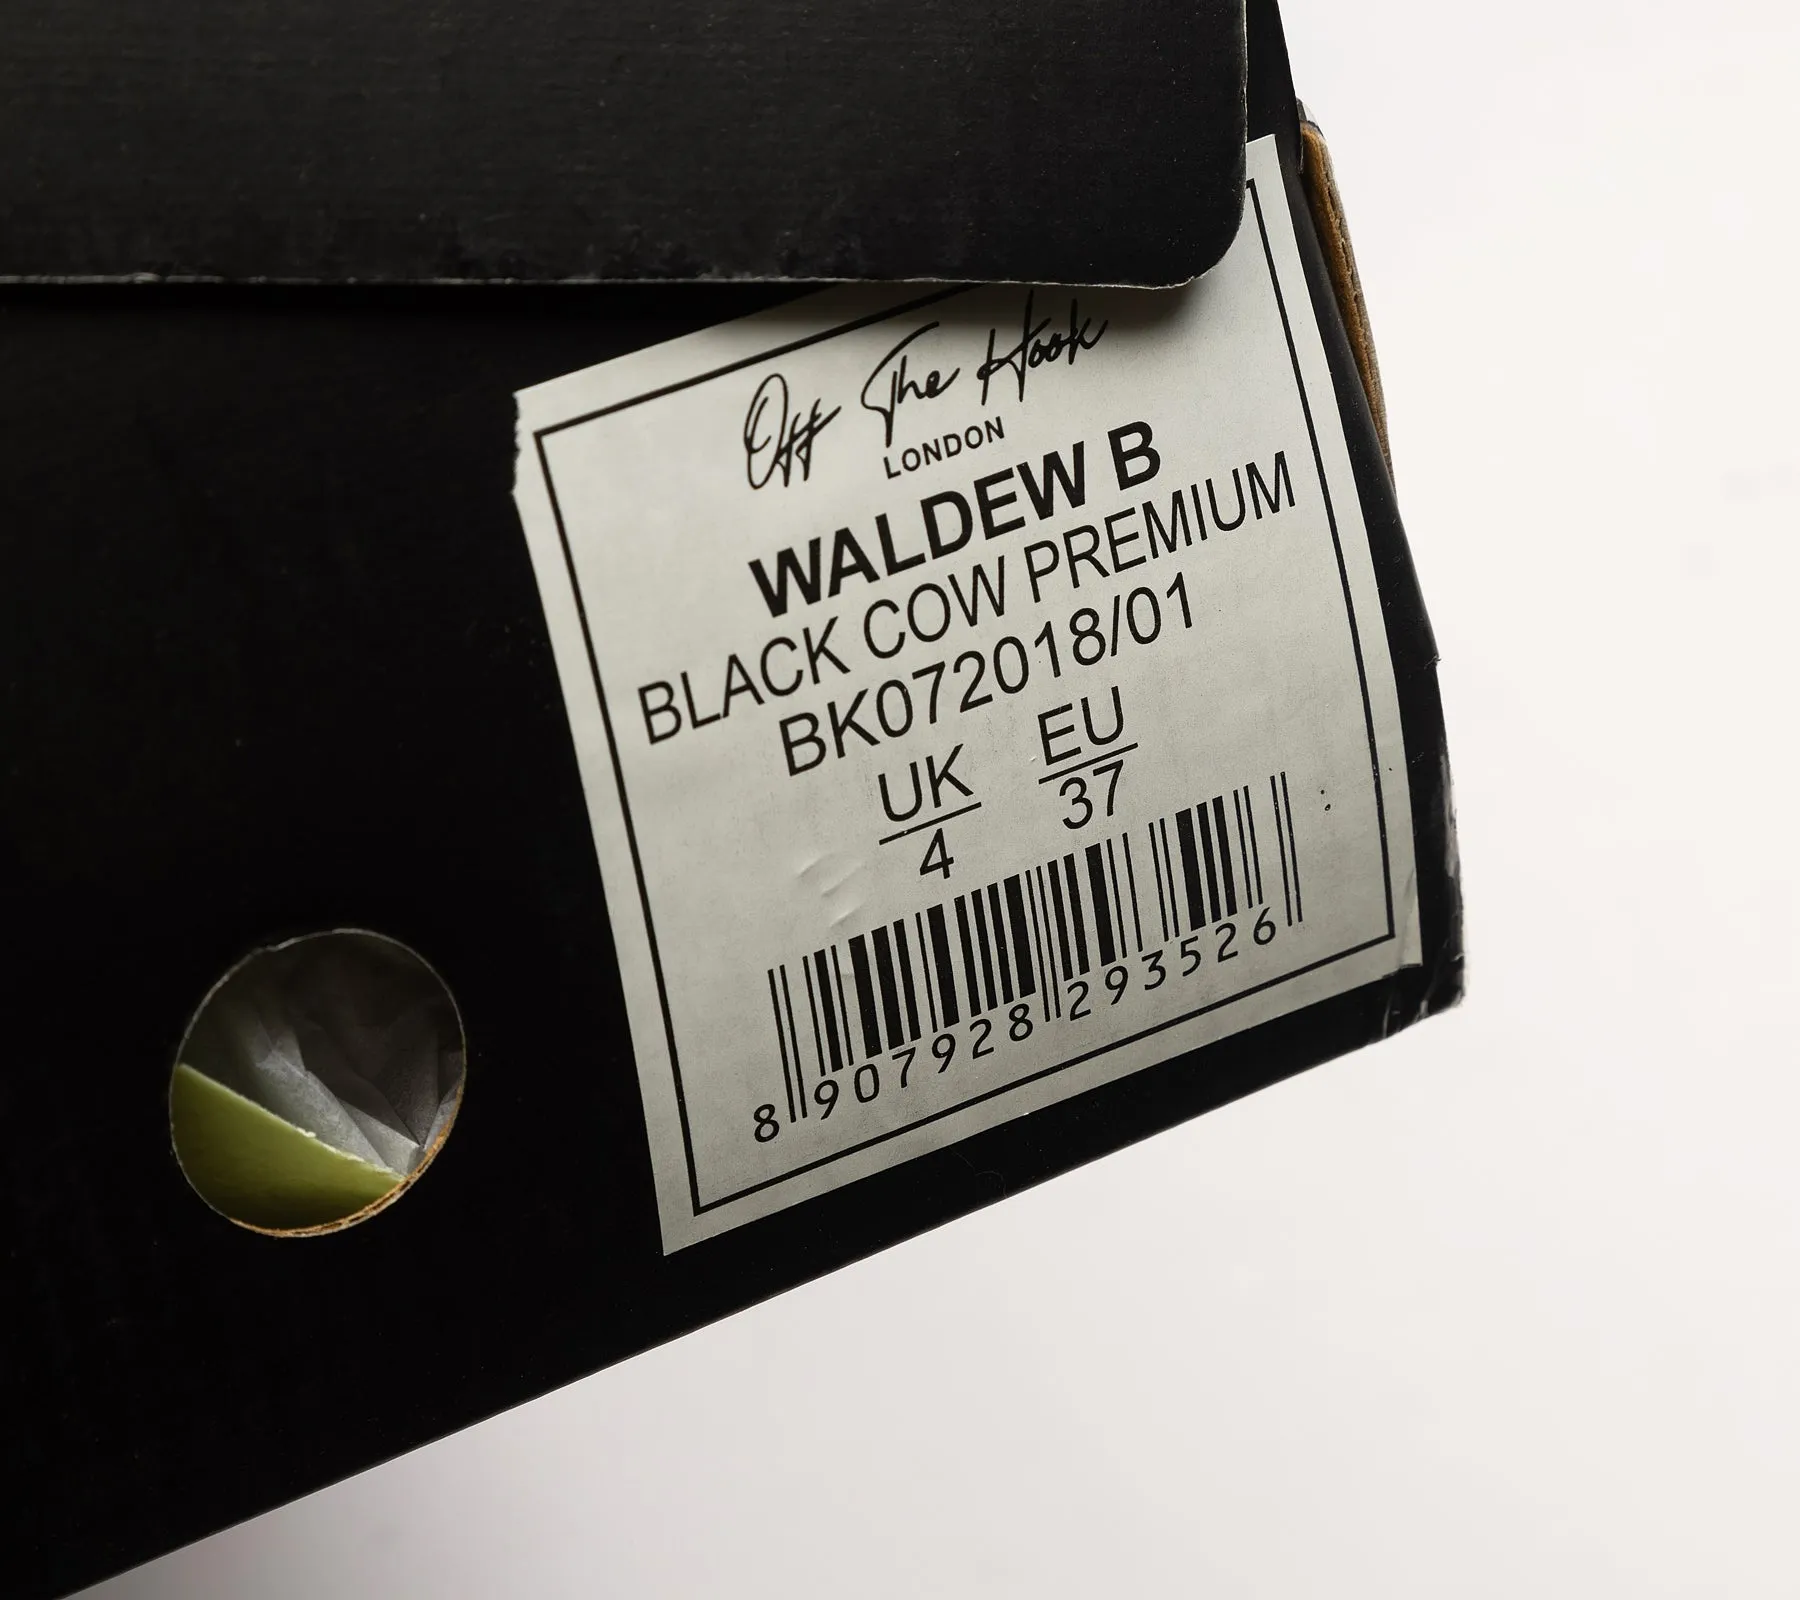 Off The Hook
LONDON
WALDEW B
BLACK COW PREMIUM
BK072018/01
UK EU
4 37
8 907928 293526